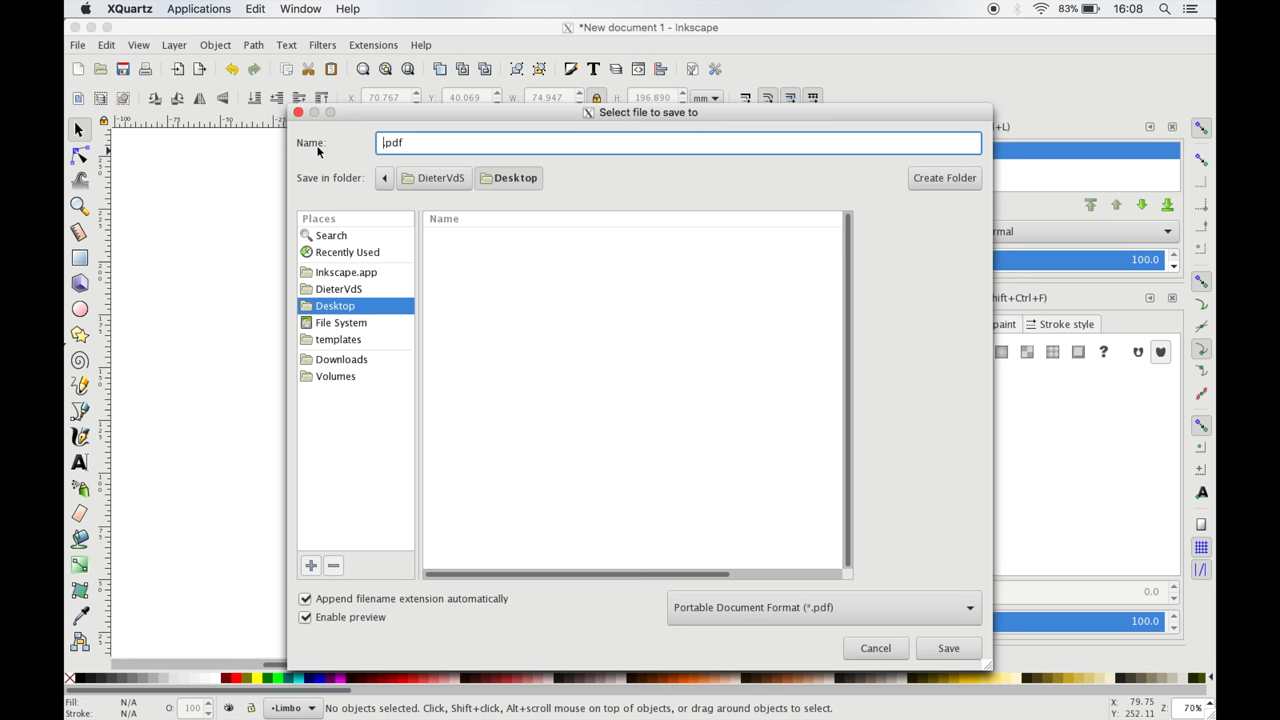 XQuartz Applications Edit Window Help 83% 16:08
*New document 1 - Inkscape
File Edit View Layer Object Path Text Filters Extensions Help
X: 70.767 Y: 40.069 W: 74.947 H: 196.890 mm
-100 -75 -50 -25
Select file to save to
+L)
Name: .pdf
Save in folder: DieterVdS Desktop Create Folder
Places
Name
Search
Recently Used
Inkscape.app
DieterVdS
Desktop
File System
templates
Downloads
Volumes
rmal
100.0
hift+Ctrl+F)
paint Stroke style
?
0.0
100.0
Append filename extension automatically
Enable preview
Portable Document Format (*.pdf)
Cancel Save
Fill: N/A
Stroke: N/A
O: 100
•Limbo
No objects selected. Click, Shift+click, Alt+scroll mouse on top of objects, or drag around objects to select.
X: 79.75
Y: 252.11
Z: 70%